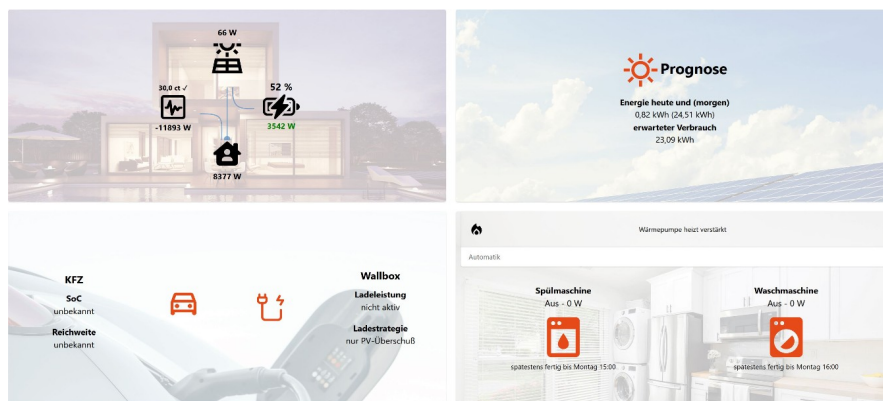 66 W
30,0 ct ✓
52 %
-11893 W
3542 W
8377 W
Prognose
Energie heute und (morgen)
0,82 kWh (24,51 kWh)
erwarteter Verbrauch
23,09 kWh
KFZ
SoC
unbekannt
Reichweite
unbekannt
Wallbox
Ladeleistung
nicht aktiv
Ladestrategie
nur PV-Überschuß
Wärmepumpe heizt verstärkt
Automatik
Spülmaschine
Aus - 0 W
spätestens fertig bis Montag 15:00
Waschmaschine
Aus - 0 W
spätestens fertig bis Montag 16:00